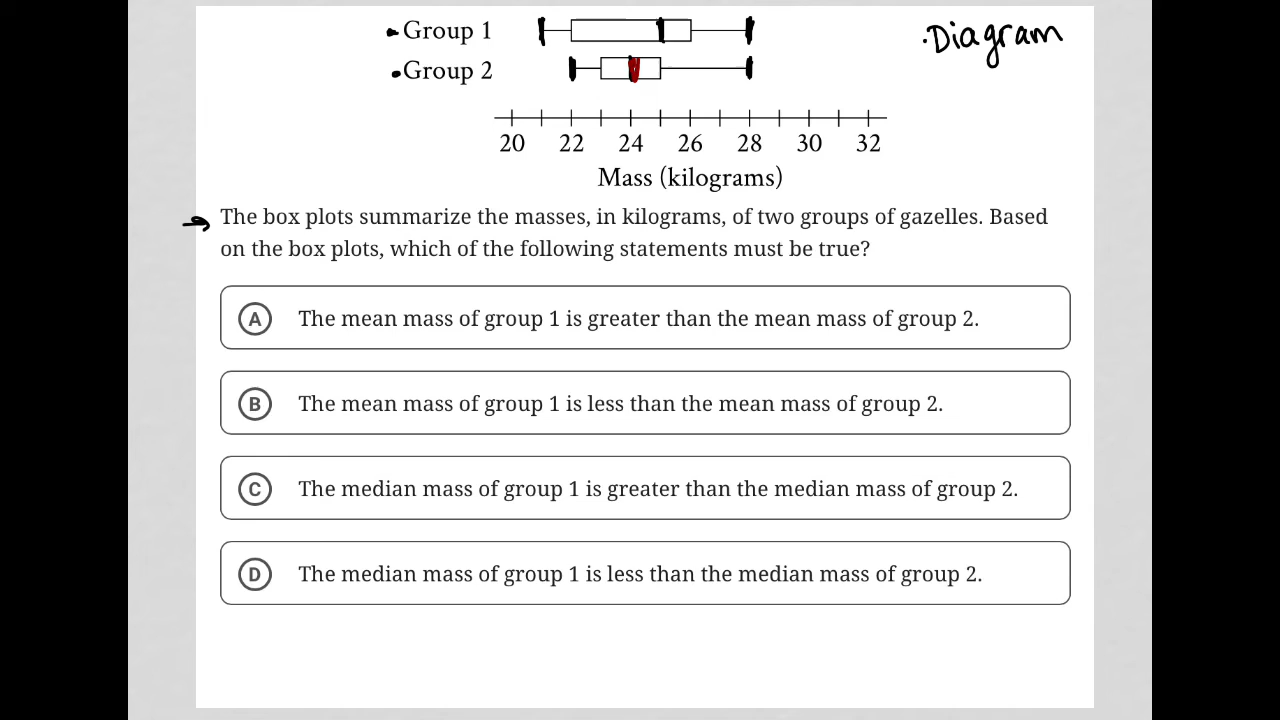 Group 1
·Diagram
Group 2
20 22 24 26 28 30 32
Mass (kilograms)
The box plots summarize the masses, in kilograms, of two groups of gazelles. Based
on the box plots, which of the following statements must be true?
A The mean mass of group 1 is greater than the mean mass of group 2.
B The mean mass of group 1 is less than the mean mass of group 2.
C The median mass of group 1 is greater than the median mass of group 2.
D The median mass of group 1 is less than the median mass of group 2.